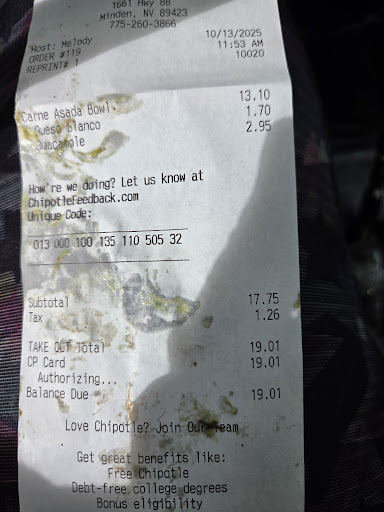 1661 Hwy 88
Minden, NV 89423
775-260-3866
Host: Melody 10/13/2025
ORDER #119 11:53 AM
REPRINT# 1 10020
Carne Asada Bowl. 13.10
Queso Blanco 1.70
Guacamole 2.95
How're we doing? Let us know at
ChipotleFeedback.com
Unique Code:
013 000 100 135 110 505 32
Subtotal 17.75
Tax 1.26
TAKE OUT Total 19.01
CP Card 19.01
Authorizing...
Balance Due 19.01
Love Chipotle? Join Our Team
Get great benefits like:
Free Chipotle
Debt-free college degrees
Bonus eligibility